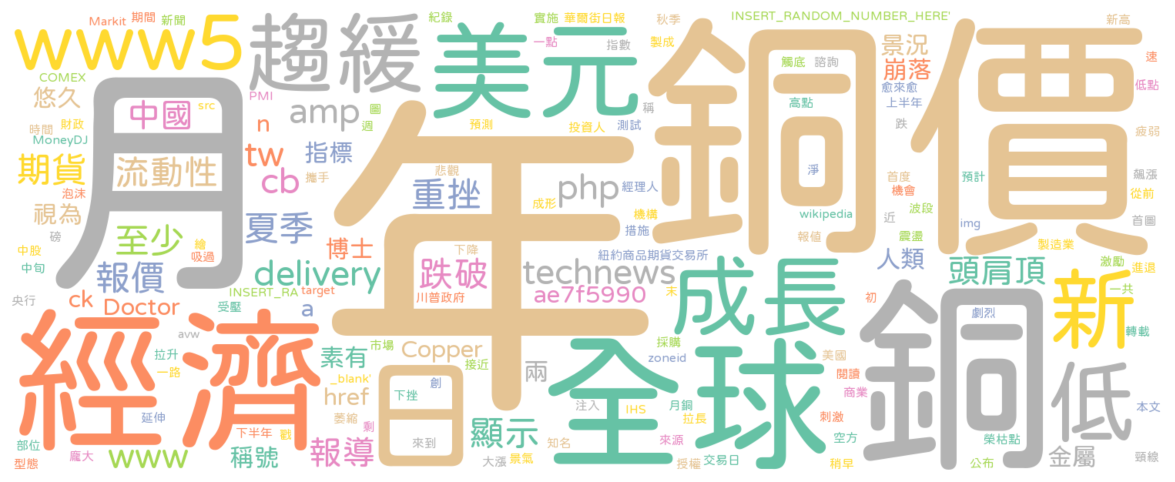 Markit 期間 新聞
www5
COMEX
悠久
時間 財政
MoneyDJ
期貨
泡沫
視為
磅
中股 繪
中旬
吸過
至少
報價
央行
ck Doctor
受壓
target
INSERT_RA
月
中國
流動性
src
PMI
圖
週
n
tw
cb
夏季
博士
delivery
a
趨緩
amp
指標
攜手
紀錄
美元
實施 華爾街日報
一點 指數
預測 投資人 測試
稱
年
悲觀
重挫
成形
php
經理人
機構
措施
下降
跌破
川普政府
technews
紐約商品期貨交易所
ae7f5990
末
秋季
製成
銅價
INSERT_RANDOM_NUMBER_HERE'
觸底 諮詢
高點
淨
wikipedia
報值
景況
崩落
愈來愈
上半年
跌
首度
機會
近 波段
震盪
人類
預計
img
頭肩頂
新高
速
低點
疲弱
飆漲
從前
首圖
製造業
激勵 進道
一共
初
新
轉載
成長
採購
zoneid
美國
閱讀
商業
經濟
avw
拉升
一路
延伸
部位
型態
龐大
www
下半年 戳
稱號
素有
市場
_blank'
href
萎縮
剩
報導
日
Copper
接近
下挫 創
來到
兩
顯示
大漲 景氣
知名
全球
注入
IHS
月銅
拉長
來源
授權 交易日
刺激
空方
稍早
銅
劇烈
榮枯點
公布
低
金屬
本文
頸線